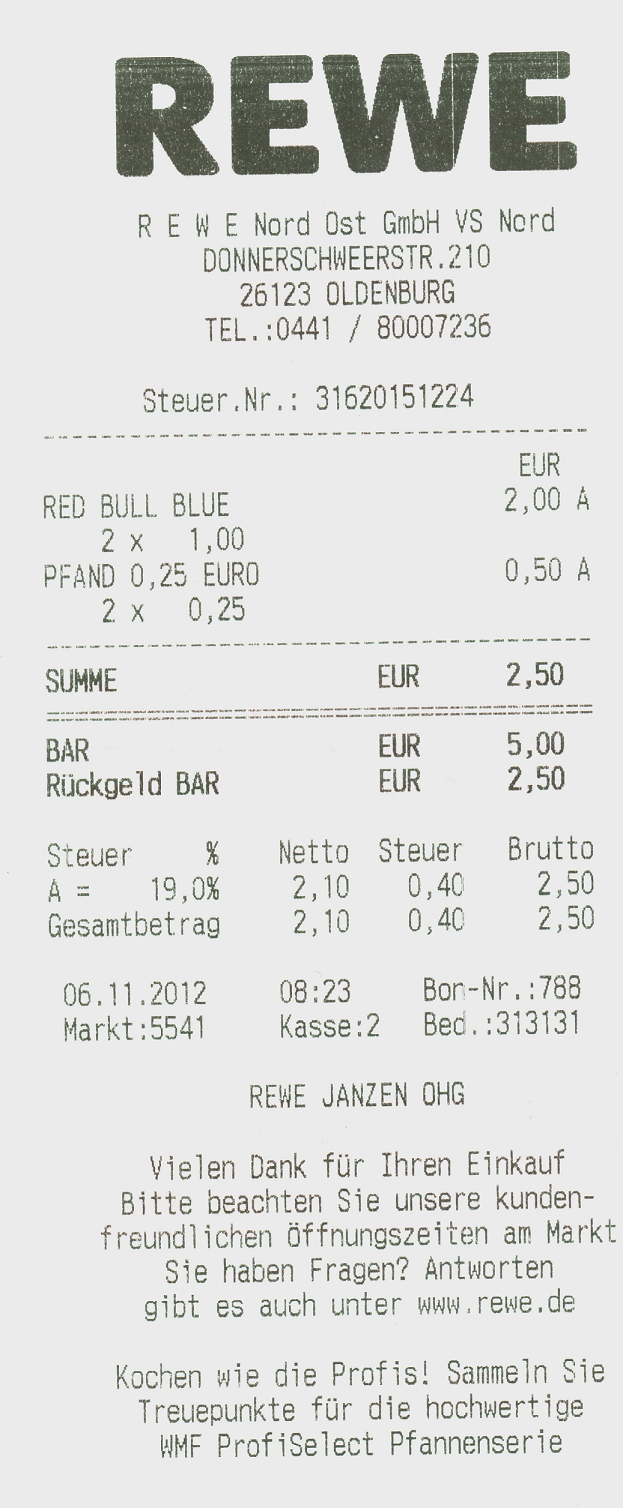 REWE
R E W E Nord Ost GmbH VS Nord
DONNERSCHWEERSTR.210
26123 OLDENBURG
TEL.:0441 / 80007236
Steuer.Nr.: 31620151224
EUR
RED BULL BLUE 2,00 A
2 x 1,00
PFAND 0,25 EURO 0,50 A
2 x 0,25
SUMME EUR 2,50
BAR EUR 5,00
Rückgeld BAR EUR 2,50
Steuer % Netto Steuer Brutto
A = 19,0% 2,10 0,40 2,50
Gesamtbetrag 2,10 0,40 2,50
06.11.2012 08:23 Bon-Nr.:788
Markt:5541 Kasse:2 Bed.:313131
REWE JANZEN OHG
Vielen Dank für Ihren Einkauf
Bitte beachten Sie unsere kunden-
freundlichen Öffnungszeiten am Markt
Sie haben Fragen? Antworten
gibt es auch unter www.rewe.de
Kochen wie die Profis! Sammeln Sie
Treuepunkte für die hochwertige
WMF ProfiSelect Pfannenserie